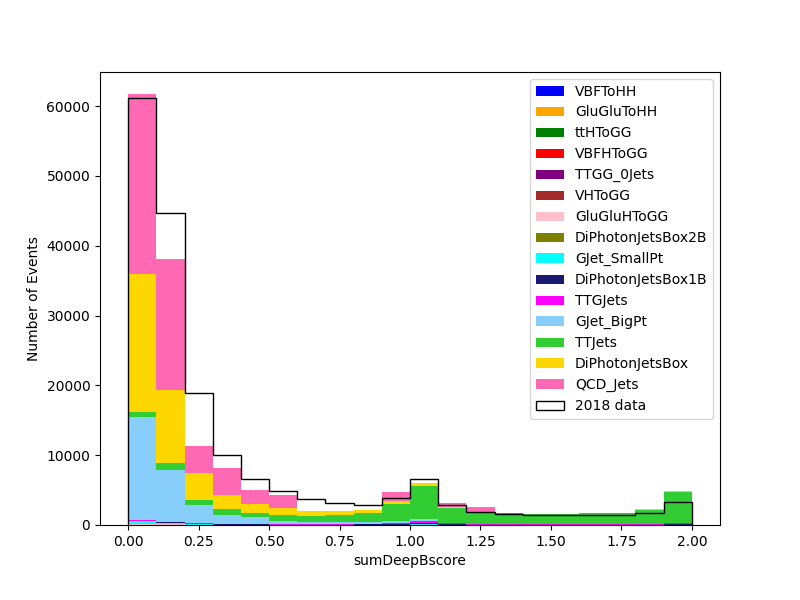 60000
50000
40000
30000
20000
10000
0
Number of Events
0.00 0.25 0.50 0.75 1.00 1.25 1.50 1.75 2.00
sumDeepBscore
VBFToHH
GluGluToHH
ttHToGG
VBFHToGG
TTGG_0Jets
VHToGG
GluGluHToGG
DiPhotonJetsBox2B
GJet_SmallPt
DiPhotonJetsBox1B
TTGJets
GJet_BigPt
TTJets
DiPhotonJetsBox
QCD_Jets
2018 data